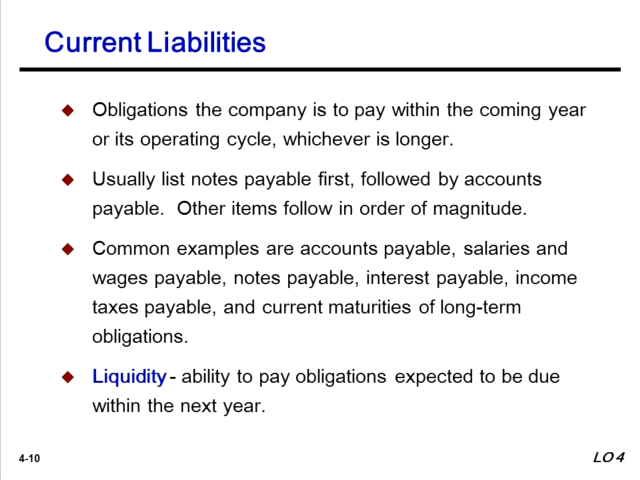 Current Liabilities
Obligations the company is to pay within the coming year
or its operating cycle, whichever is longer.
Usually list notes payable first, followed by accounts
payable.  Other items follow in order of magnitude.
Common examples are accounts payable, salaries and
wages payable, notes payable, interest payable, income
taxes payable, and current maturities of long-term
obligations.
Liquidity - ability to pay obligations expected to be due
within the next year.
4-10
LO 4